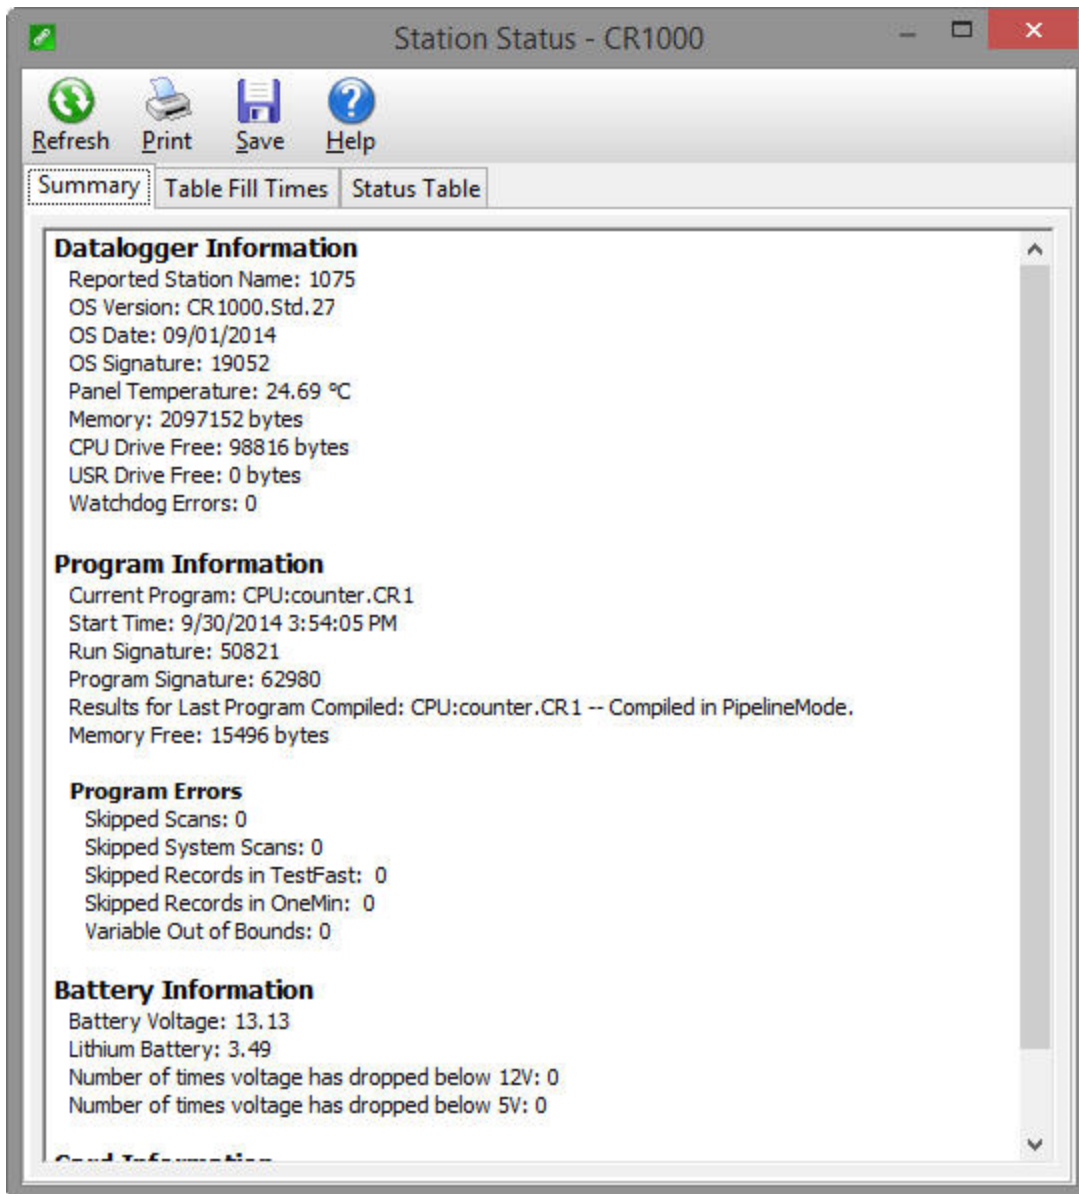 Station Status - CR1000
Refresh Print Save Help
Summary Table Fill Times Status Table
Datalogger Information
Reported Station Name: 1075
OS Version: CR1000.Std.27
OS Date: 09/01/2014
OS Signature: 19052
Panel Temperature: 24.69 °C
Memory: 2097152 bytes
CPU Drive Free: 98816 bytes
USR Drive Free: 0 bytes
Watchdog Errors: 0
Program Information
Current Program: CPU:counter.CR1
Start Time: 9/30/2014 3:54:05 PM
Run Signature: 50821
Program Signature: 62980
Results for Last Program Compiled: CPU:counter.CR1 -- Compiled in PipelineMode.
Memory Free: 15496 bytes
Program Errors
Skipped Scans: 0
Skipped System Scans: 0
Skipped Records in TestFast: 0
Skipped Records in OneMin: 0
Variable Out of Bounds: 0
Battery Information
Battery Voltage: 13.13
Lithium Battery: 3.49
Number of times voltage has dropped below 12V: 0
Number of times voltage has dropped below 5V: 0
Card Information